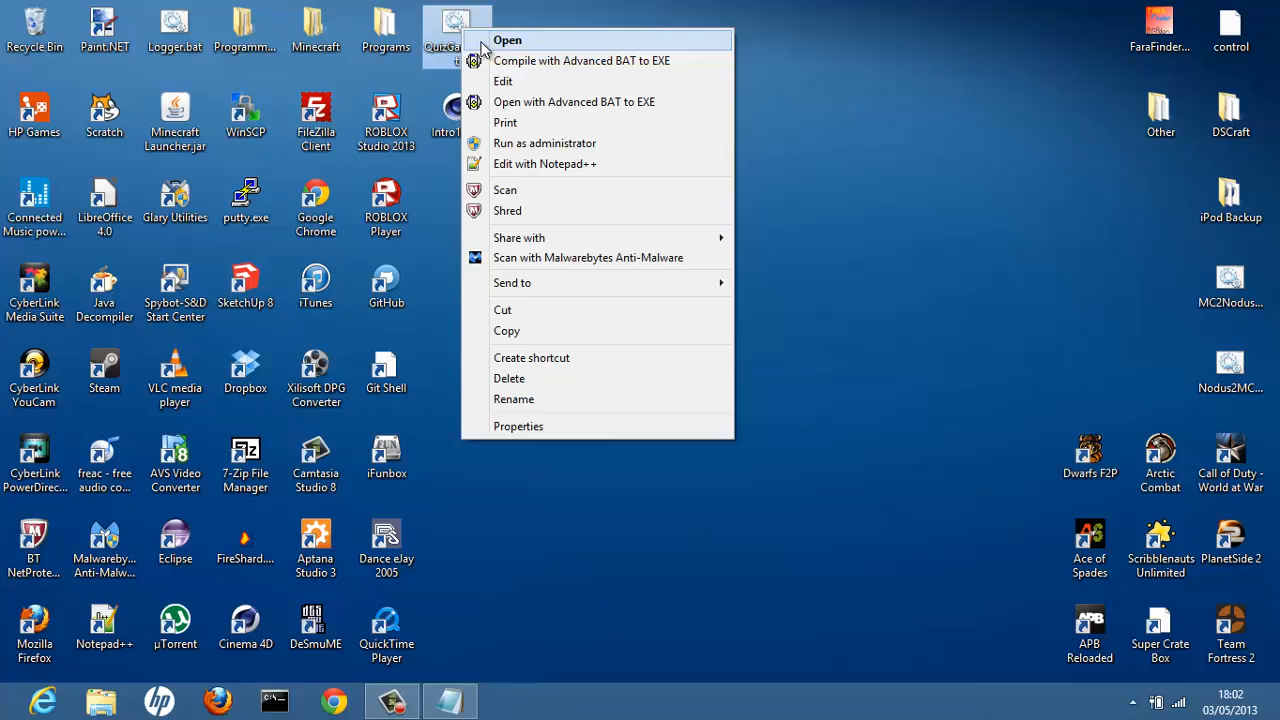 Recycle Bin
Paint.NET
Logger.bat
Programm...
Minecraft
Programs
FaraFinder...
control
Open
Compile with Advanced BAT to EXE
Edit
Open with Advanced BAT to EXE
Print
Run as administrator
Edit with Notepad++
Scan
Shred
Share with
Scan with Malwarebytes Anti-Malware
Send to
Cut
Copy
Create shortcut
Delete
Rename
Properties
HP Games
Scratch
Minecraft
Launcher.jar
WinSCP
FileZilla
Client
ROBLOX
Studio 2013
Other
DSCraft
Connected
Music pow...
LibreOffice
4.0
Glary Utilities
putty.exe
Google
Chrome
ROBLOX
Player
iPod Backup
CyberLink
Media Suite
Java
Decompiler
Spybot-S&D
Start Center
SketchUp 8
iTunes
GitHub
MC2Nodus...
CyberLink
YouCam
Steam
VLC media
player
Dropbox
Xilisoft DPG
Converter
Git Shell
Nodus2MC...
CyberLink
PowerDirec...
freac - free
audio co...
AVS Video
Converter
7-Zip File
Manager
Camtasia
Studio 8
iFunbox
Dwarfs F2P
Arctic
Combat
Call of Duty -
World at War
BT
NetProte...
Malwareby...
Anti-Malw...
Eclipse
FireShard....
Aptana
Studio 3
Dance eJay
2005
Ace of
Spades
Scribblenauts
Unlimited
PlanetSide 2
Mozilla
Firefox
Notepad++
µTorrent
Cinema 4D
DeSmuME
QuickTime
Player
APB
Reloaded
Super Crate
Box
Team
Fortress 2
18:02
03/05/2013